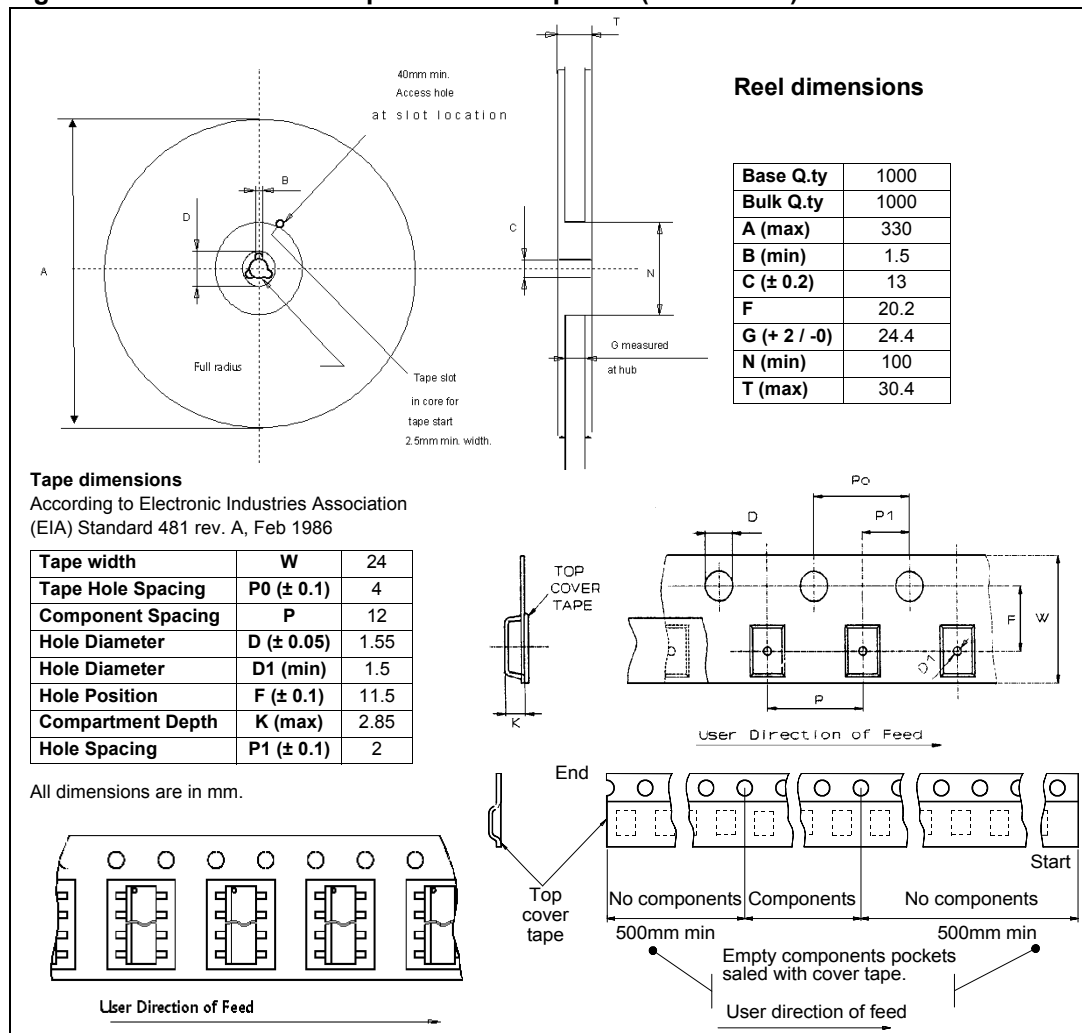 T
40mm min.
Access hole
at slot location
Reel dimensions
B
D
C
A
N
Full radius
Tape slot
in core for
tape start
2.5mm min. width.
G measured
at hub
Base Q.ty 1000
Bulk Q.ty 1000
A (max) 330
B (min) 1.5
C (± 0.2) 13
F 20.2
G (+ 2 / -0) 24.4
N (min) 100
T (max) 30.4
Tape dimensions
According to Electronic Industries Association
(EIA) Standard 481 rev. A, Feb 1986
Tape width W 24
Tape Hole Spacing P0 (± 0.1) 4
Component Spacing P 12
Hole Diameter D (± 0.05) 1.55
Hole Diameter D1 (min) 1.5
Hole Position F (± 0.1) 11.5
Compartment Depth K (max) 2.85
Hole Spacing P1 (± 0.1) 2
All dimensions are in mm.
Po
D
P1
TOP
COVER
TAPE
F
W
D1
K
P
User Direction of Feed
End
Start
Top
cover
tape
No components
Components
No components
500mm min
500mm min
Empty components pockets
saled with cover tape.
User direction of feed
User Direction of Feed